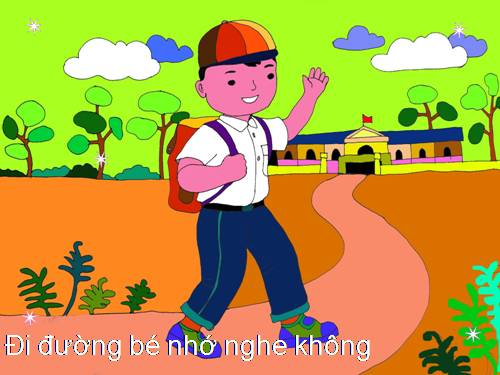 Đi đường bé nhớ nghe không